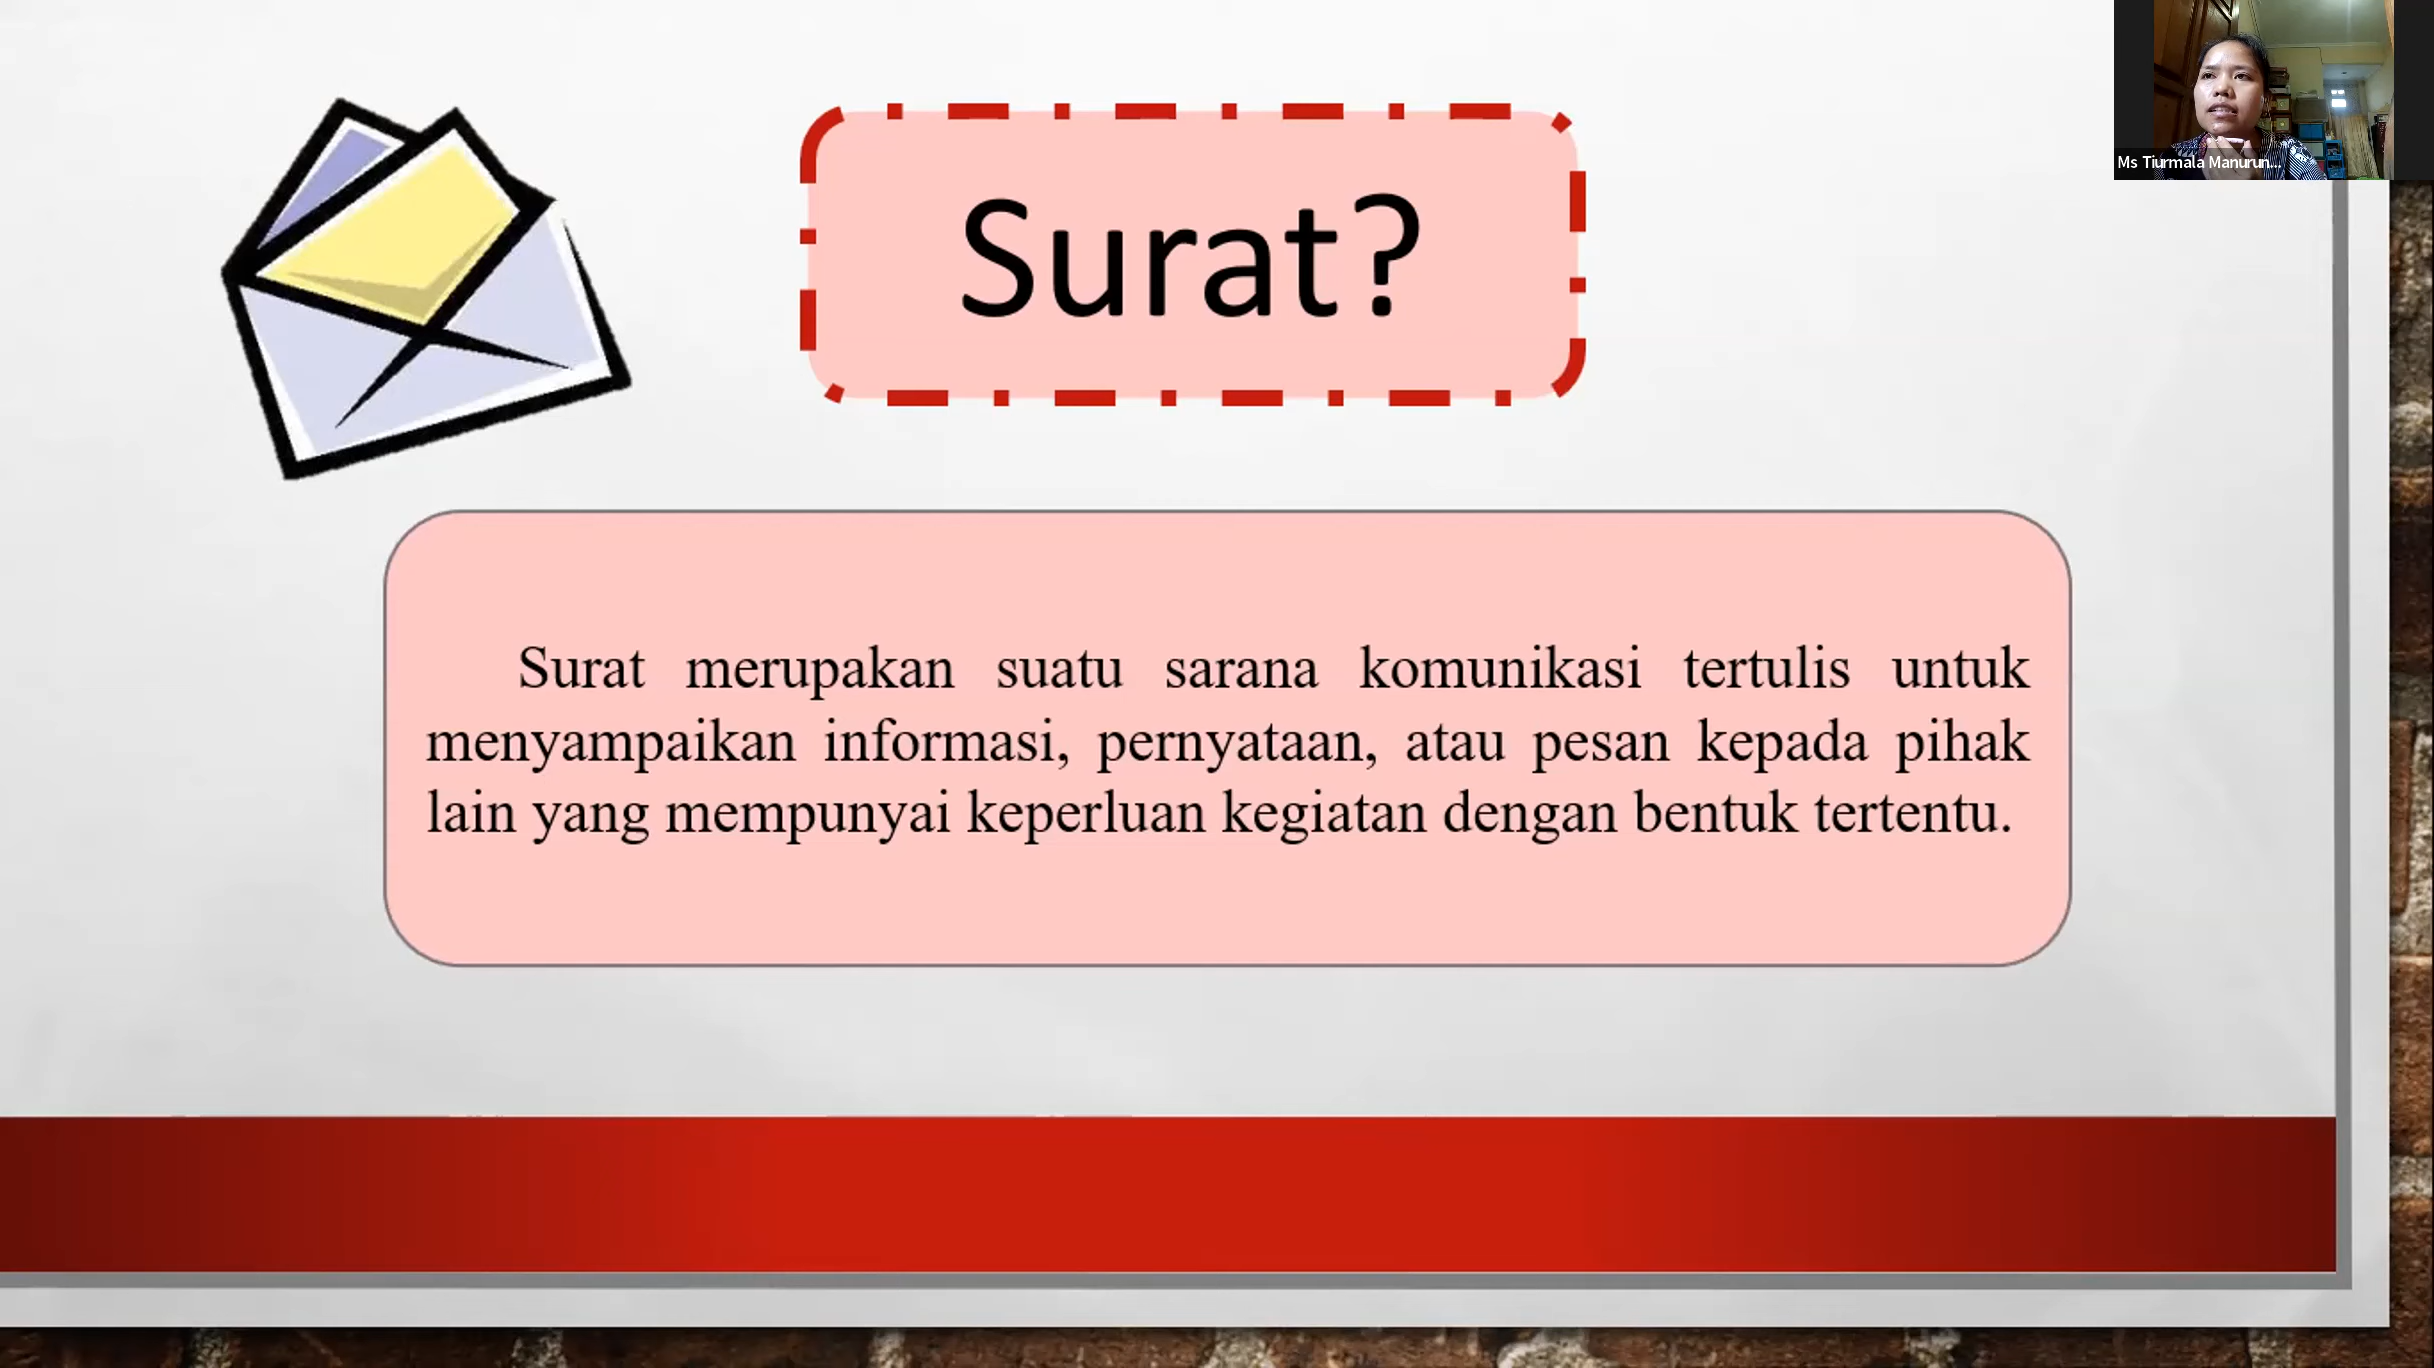 Ms Tiurmala Manurun...
Surat?
Surat merupakan suatu sarana komunikasi tertulis untuk
menyampaikan informasi, pernyataan, atau pesan kepada pihak
lain yang mempunyai keperluan kegiatan dengan bentuk tertentu.